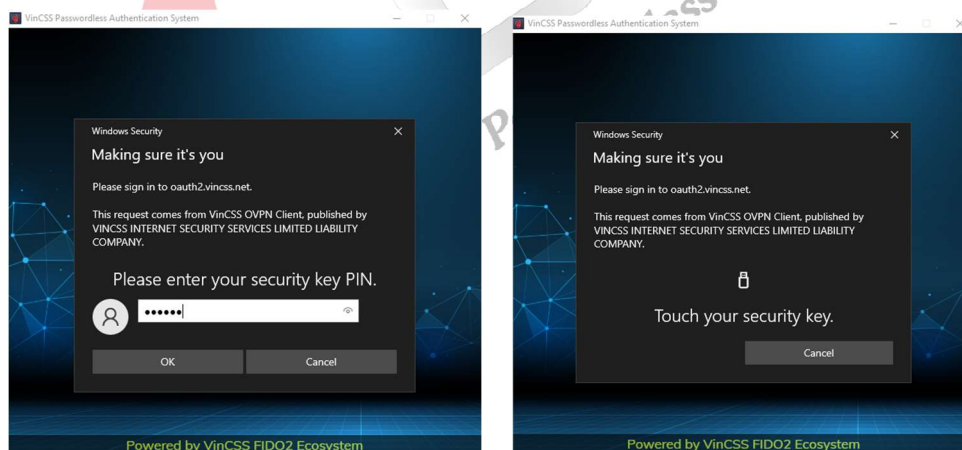 VinCSS Passwordless Authentication System
Windows Security
Making sure it's you
Please sign in to oauth2.vincss.net.
This request comes from VinCSS OVPN Client, published by
VINCSS INTERNET SECURITY SERVICES LIMITED LIABILITY
COMPANY.
Please enter your security key PIN.
OK
Cancel
Powered by VinCSS FIDO2 Ecosystem
VinCSS Passwordless Authentication System
Windows Security
Making sure it's you
Please sign in to oauth2.vincss.net.
This request comes from VinCSS OVPN Client, published by
VINCSS INTERNET SECURITY SERVICES LIMITED LIABILITY
COMPANY.
Touch your security key.
Cancel
Powered by VinCSS FIDO2 Ecosystem